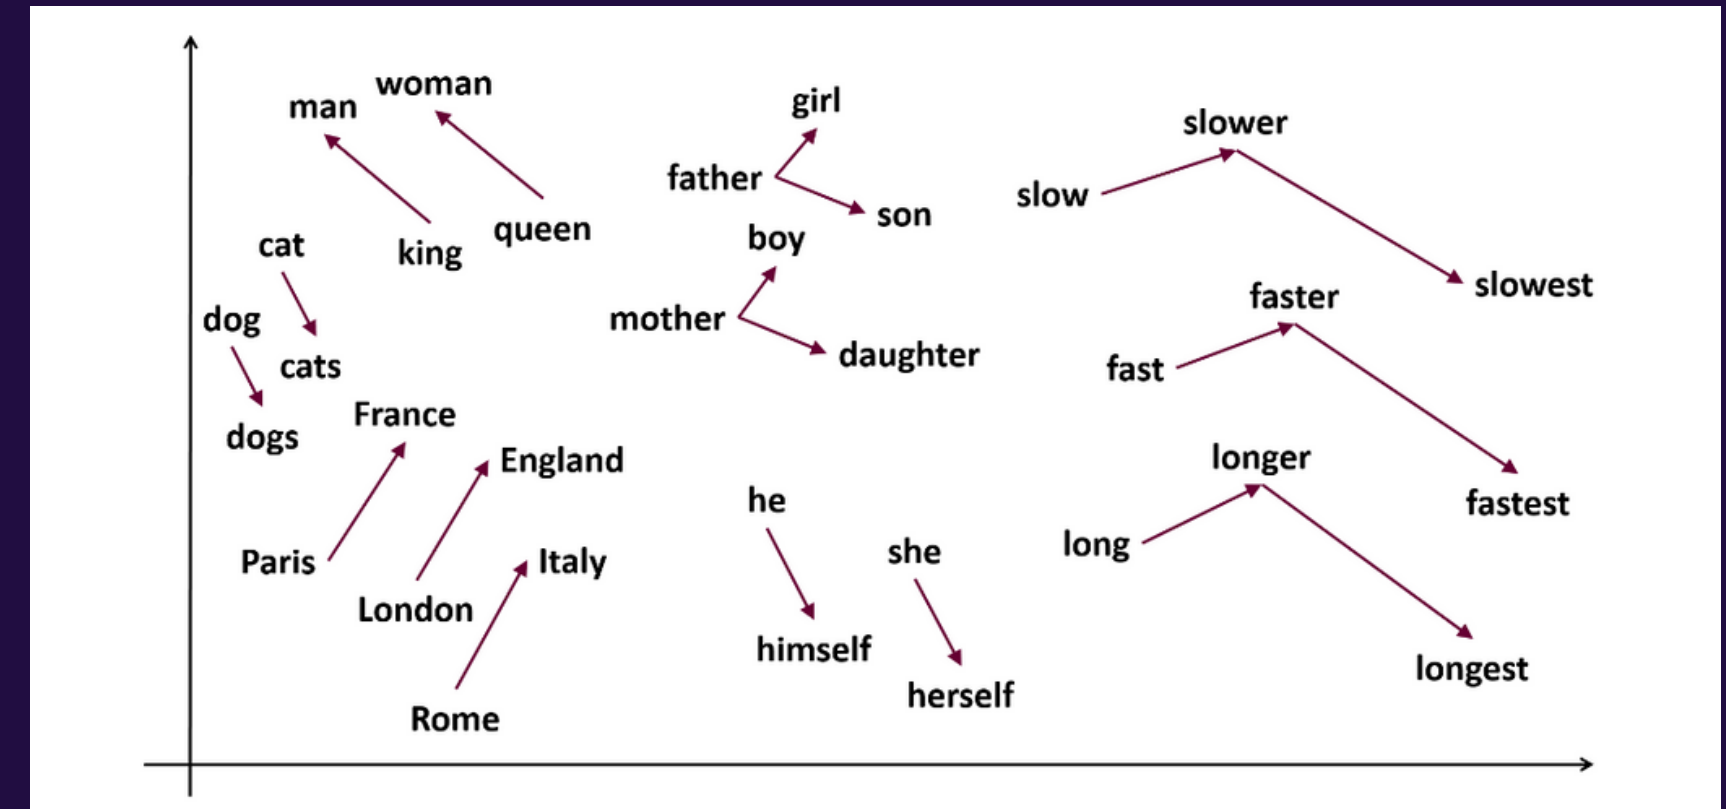 woman
man
girl
slower
father
slow
son
queen
boy
cat
king
slowest
faster
dog
mother
daughter
cats
fast
France
dogs
England
longer
he
fastest
long
she
Paris
Italy
London
himself
longest
herself
Rome